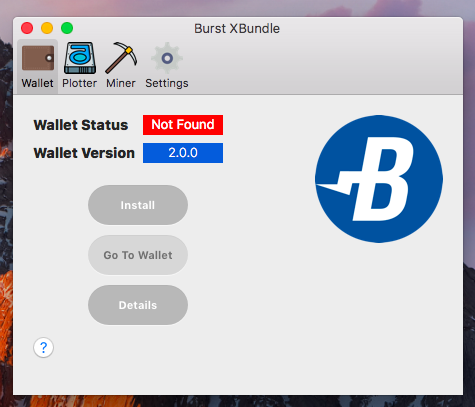 Burst XBundle
Wallet Plotter Miner Settings
Wallet Status Not Found
Wallet Version 2.0.0
Install
Go To Wallet
Details
?
B